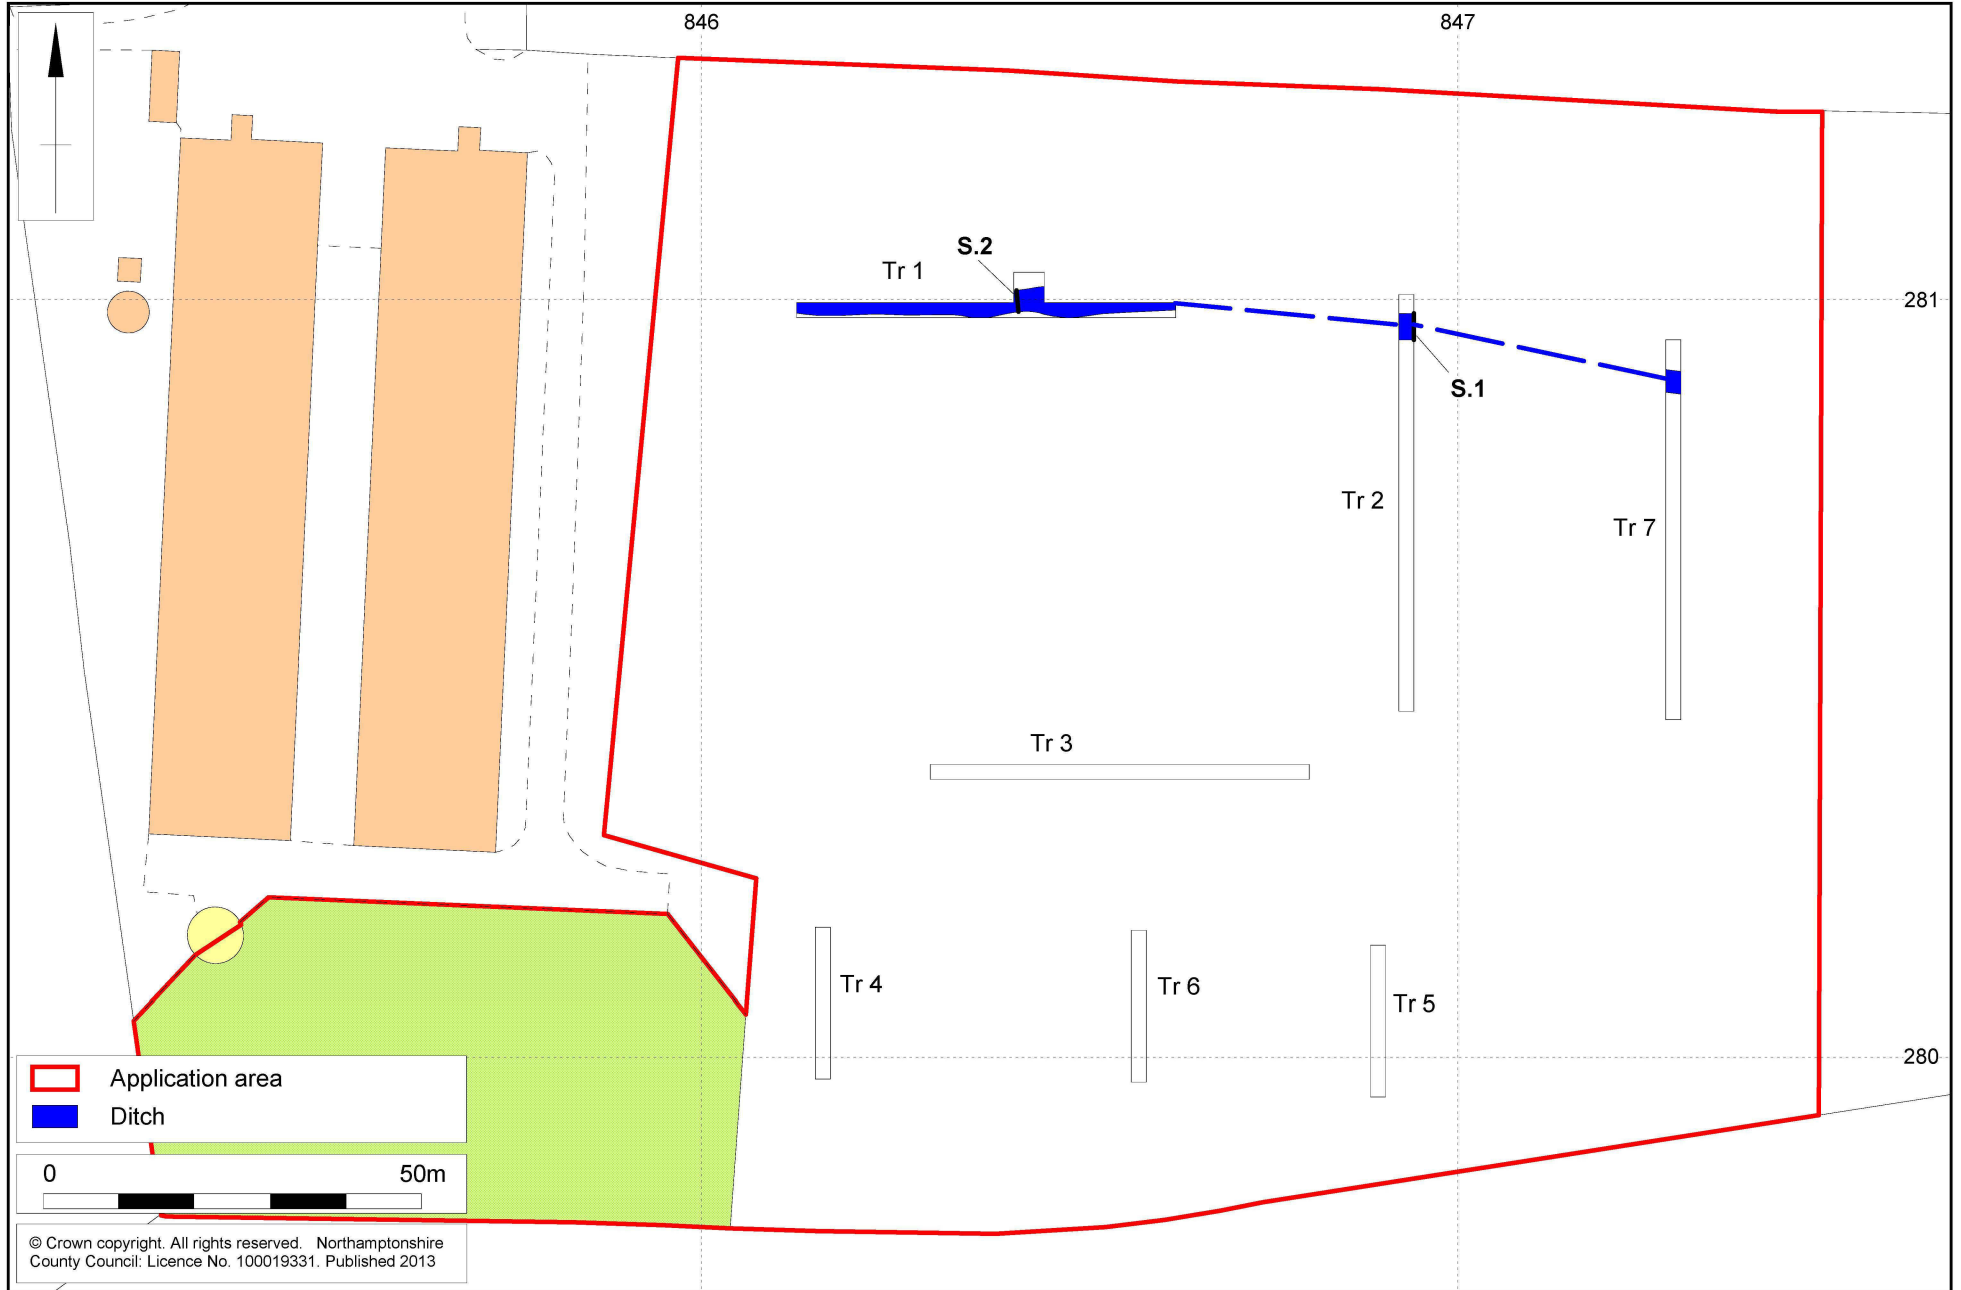 846
847
S.2
Tr 1
281
S.1
Tr 2
Tr 7
Tr 3
Tr 4
Tr 6
Tr 5
280
Application area
Ditch
0 50m
© Crown copyright. All rights reserved. Northamptonshire
County Council: Licence No. 100019331. Published 2013